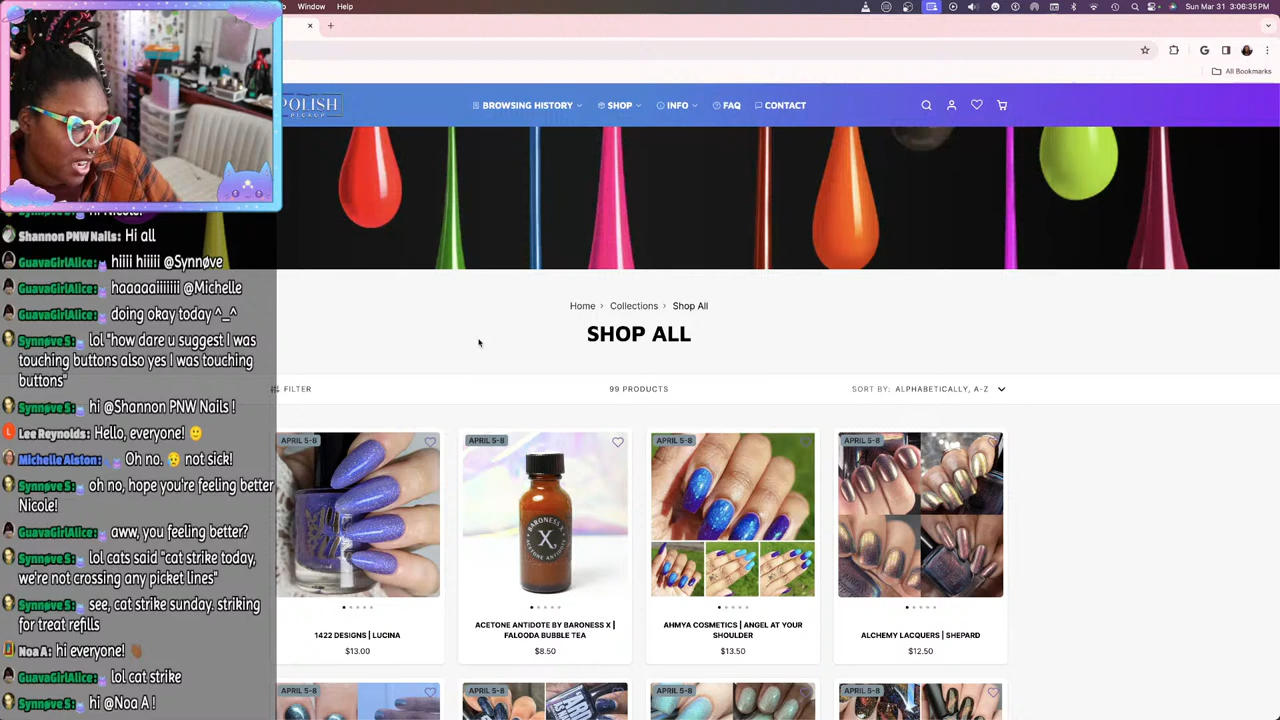 Window
Help
Sun Mar 31 3:06:35 PM
All Bookmarks
POLISH
PICKUP
BROWSING HISTORY
SHOP
INFO
FAQ
CONTACT
Hi Nicole!
Shannon PNW Nails: Hi all
GuavaGirlAlice: hiiii hiiiii @Synnøve
GuavaGirlAlice: haaaaaiiiiiii @Michelle
GuavaGirlAlice: doing okay today ^_^
Synnøve S: lol "how dare u suggest I was
touching buttons also yes I was touching
buttons"
Synnøve S: hi @Shannon PNW Nails !
Lee Reynolds: Hello, everyone! 🙂
Michelle Alston: Oh no. 😥 not sick!
Synnøve S: oh no, hope you're feeling better
Nicole!
GuavaGirlAlice: aww, you feeling better?
Synnøve S: lol cats said "cat strike today,
we're not crossing any picket lines"
Synnøve S: see, cat strike sunday. striking
for treat refills
Noa A: hi everyone! 👋🏾
GuavaGirlAlice: lol cat strike
Synnøve S: hi @Noa A !
Home › Collections › Shop All
SHOP ALL
FILTER
99 PRODUCTS
SORT BY: ALPHABETICALLY, A-Z
APRIL 5-8
APRIL 5-8
APRIL 5-8
APRIL 5-8
BARONESS X
X
ACETONE ANTIDOTE
1422 DESIGNS | LUCINA
$13.00
ACETONE ANTIDOTE BY BARONESS X |
FALOODA BUBBLE TEA
$8.50
AHMYA COSMETICS | ANGEL AT YOUR
SHOULDER
$13.50
ALCHEMY LACQUERS | SHEPARD
$12.50
APRIL 5-8
APRIL 5-8
APRIL 5-8
APRIL 5-8